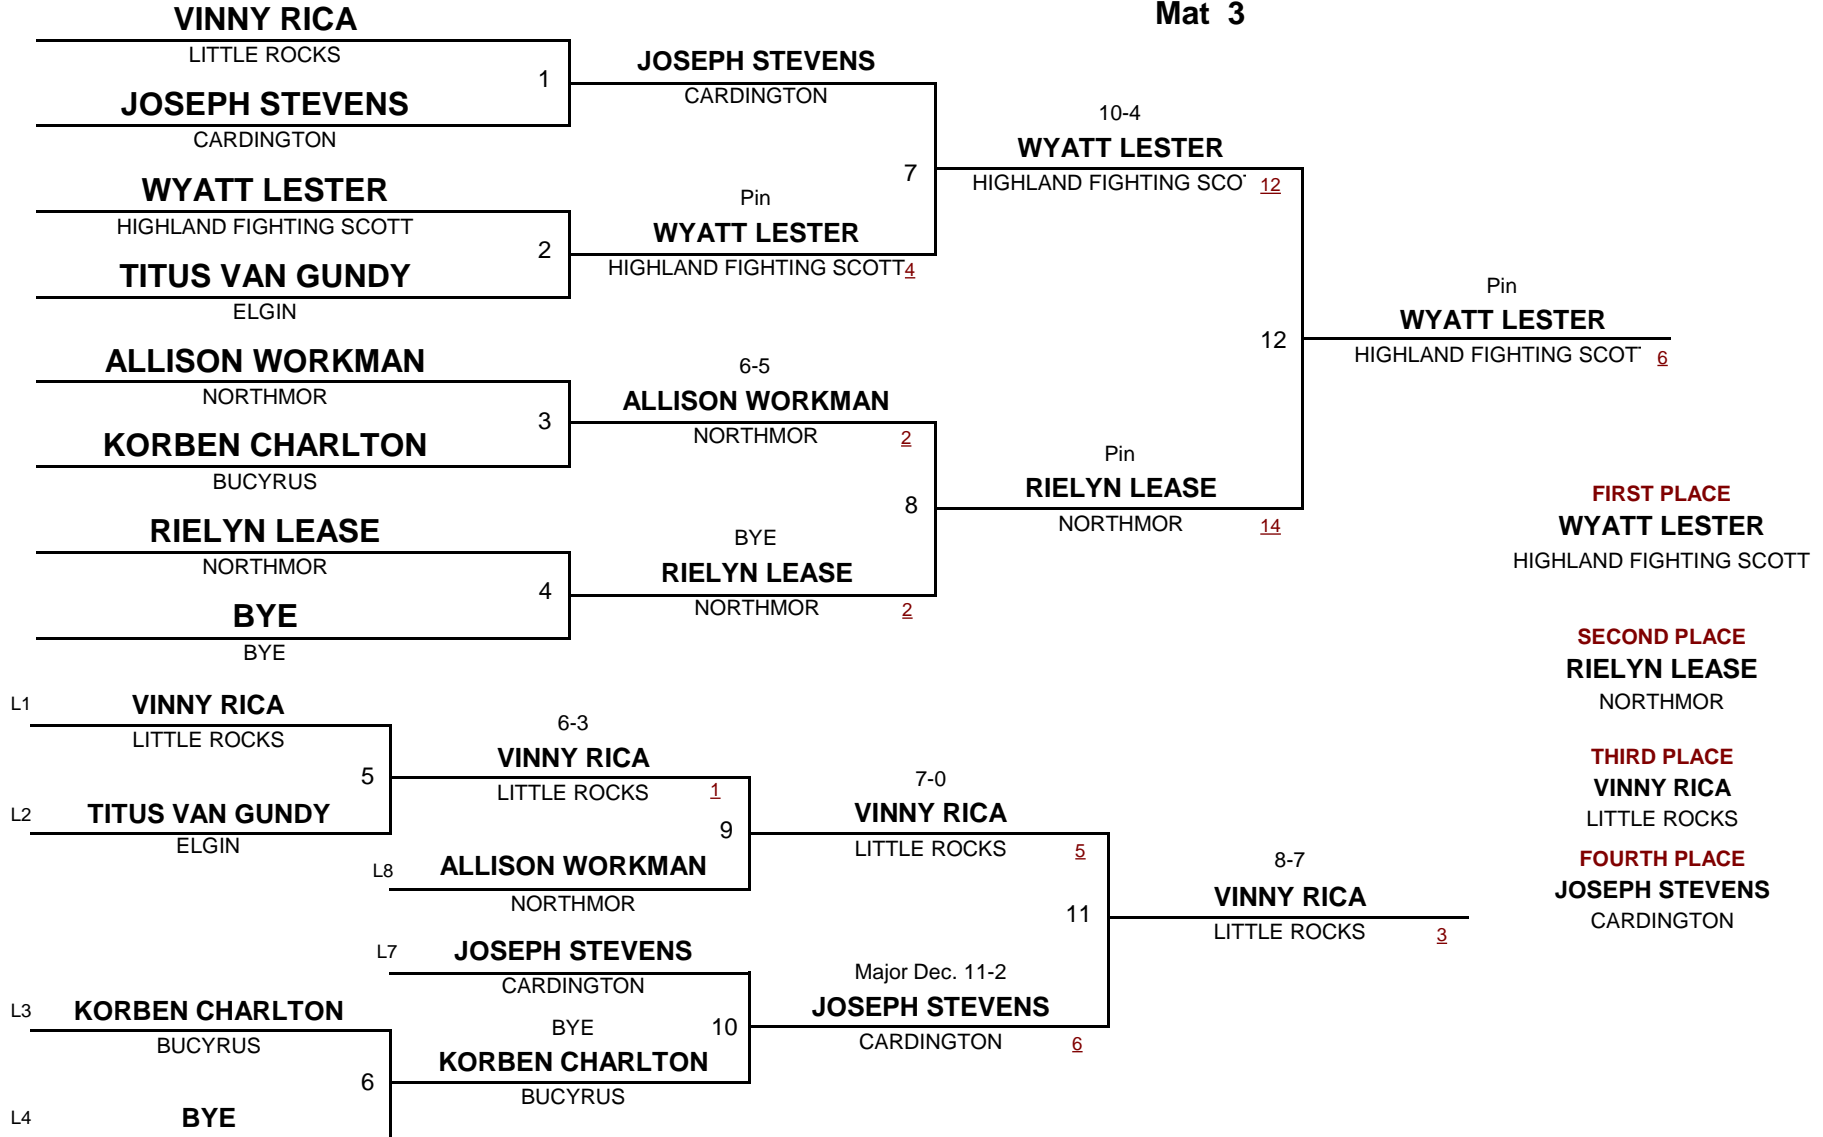 Mat 3
VINNY RICA
LITTLE ROCKS
1
JOSEPH STEVENS
CARDINGTON
JOSEPH STEVENS
CARDINGTON
WYATT LESTER
HIGHLAND FIGHTING SCOTT
2
TITUS VAN GUNDY
ELGIN
Pin
WYATT LESTER
HIGHLAND FIGHTING SCOTT 4
7
10-4
WYATT LESTER
HIGHLAND FIGHTING SCO 12
ALLISON WORKMAN
NORTHMOR
3
KORBEN CHARLTON
BUCYRUS
6-5
ALLISON WORKMAN
NORTHMOR 2
RIELYN LEASE
NORTHMOR
4
BYE
BYE
BYE
RIELYN LEASE
NORTHMOR 2
8
Pin
RIELYN LEASE
NORTHMOR 14
12
Pin
WYATT LESTER
HIGHLAND FIGHTING SCOT 6
FIRST PLACE
WYATT LESTER
HIGHLAND FIGHTING SCOTT
SECOND PLACE
RIELYN LEASE
NORTHMOR
THIRD PLACE
VINNY RICA
LITTLE ROCKS
FOURTH PLACE
JOSEPH STEVENS
CARDINGTON
L1 VINNY RICA
LITTLE ROCKS
5
L2 TITUS VAN GUNDY
ELGIN
6-3
VINNY RICA
LITTLE ROCKS 1
9
L8 ALLISON WORKMAN
NORTHMOR
7-0
VINNY RICA
LITTLE ROCKS 5
L7 JOSEPH STEVENS
CARDINGTON
L3 KORBEN CHARLTON
BUCYRUS
6
L4 BYE
BYE
KORBEN CHARLTON
BUCYRUS
10
Major Dec. 11-2
JOSEPH STEVENS
CARDINGTON 6
11
8-7
VINNY RICA
LITTLE ROCKS 3